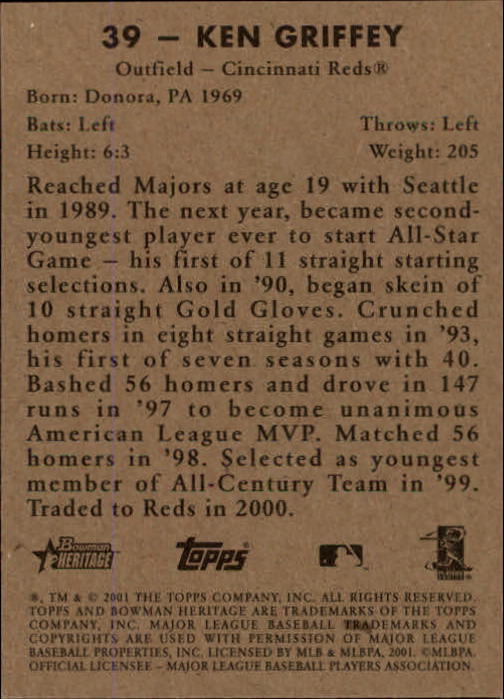 39 – KEN GRIFFEY
Outfield – Cincinnati Reds®
Born: Donora, PA 1969
Bats: Left Throws: Left
Height: 6:3 Weight: 205
Reached Majors at age 19 with Seattle
in 1989. The next year, became second-
youngest player ever to start All-Star
Game – his first of 11 straight starting
selections. Also in '90, began skein of
10 straight Gold Gloves. Crunched
homers in eight straight games in '93,
his first of seven seasons with 40.
Bashed 56 homers and drove in 147
runs in '97 to become unanimous
American League MVP. Matched 56
homers in '98. Selected as youngest
member of All-Century Team in '99.
Traded to Reds in 2000.
Bowman
HERITAGE
TOPPS
®, TM & © 2001 THE TOPPS COMPANY, INC. ALL RIGHTS RESERVED.
TOPPS AND BOWMAN HERITAGE ARE TRADEMARKS OF THE TOPPS
COMPANY, INC. MAJOR LEAGUE BASEBALL TRADEMARKS AND
COPYRIGHTS ARE USED WITH PERMISSION OF MAJOR LEAGUE
BASEBALL PROPERTIES, INC. LICENSED BY MLB & MLBPA, 2001. ©MLBPA.
OFFICIAL LICENSEE – MAJOR LEAGUE BASEBALL PLAYERS ASSOCIATION.